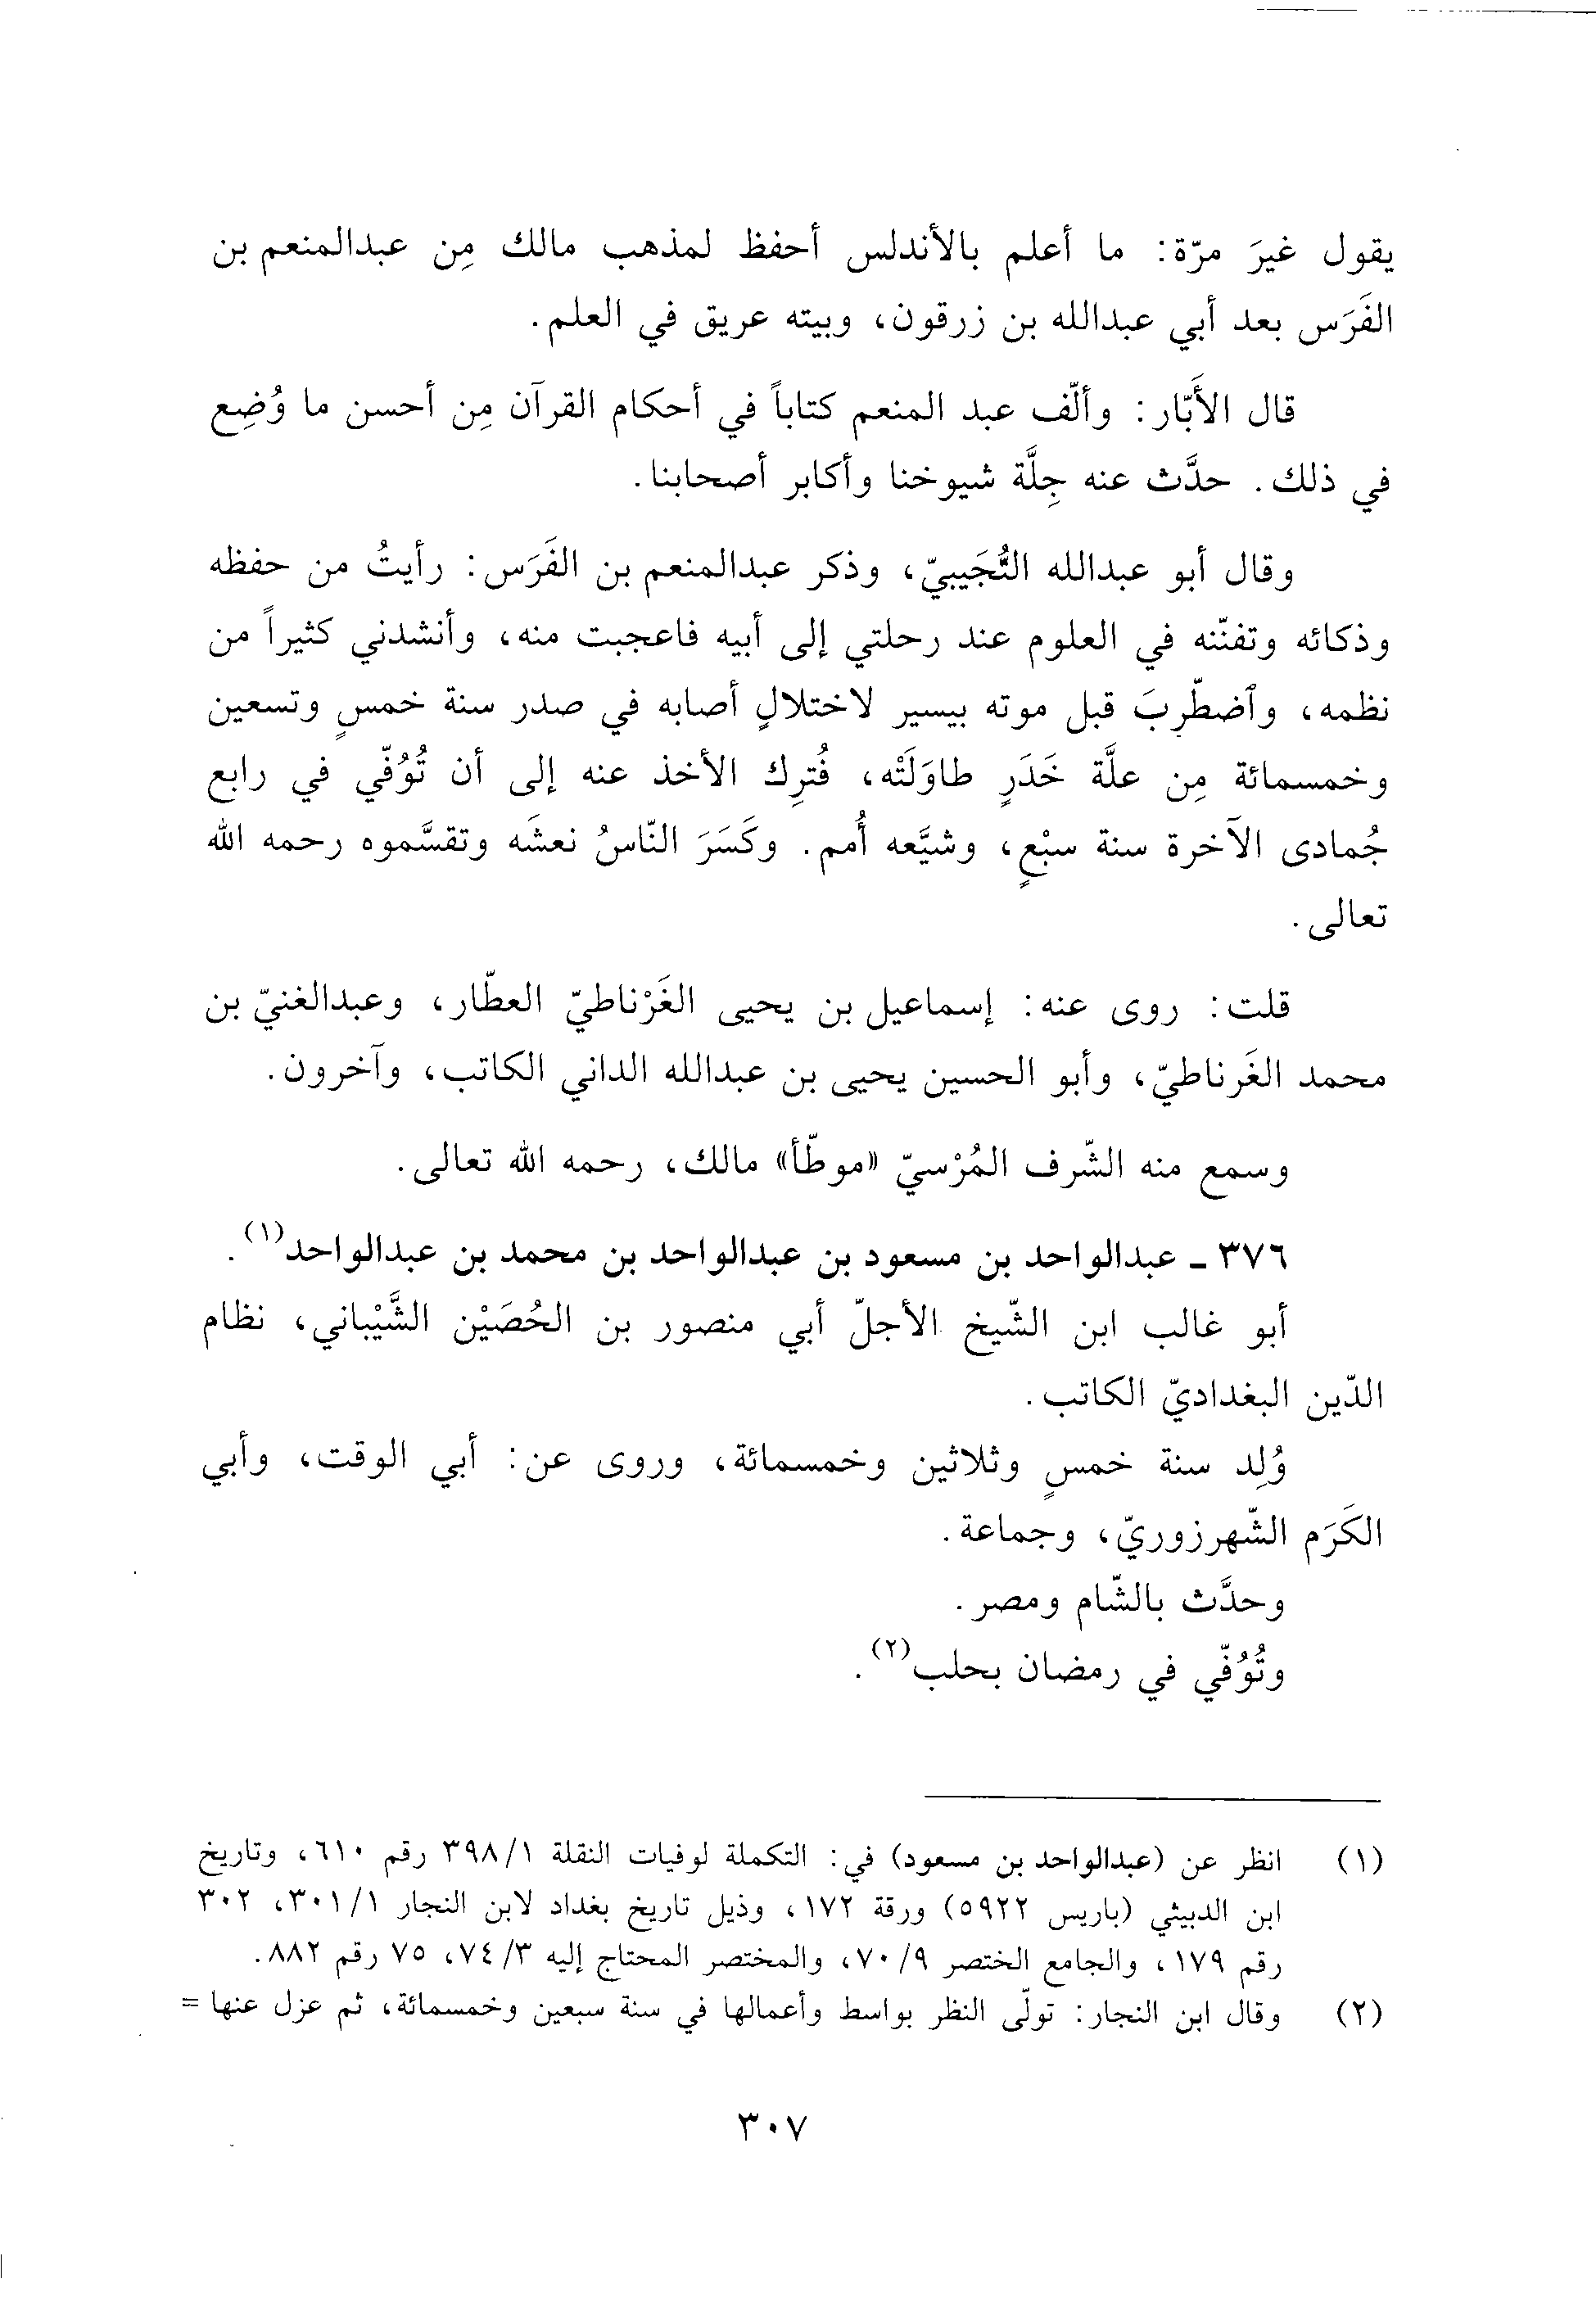 يقول غيرَ مرّة: ما أعلم بالأندلس أحفظ لمذهب مالك مِن عبدالمنعم بن
الفَرَس بعد أبي عبدالله بن زرقون، وبيته عريق في العلم.
قال الأَبّار: وألّف عبد المنعم كتاباً في أحكام القرآن مِن أحسن ما وُضِع
في ذلك. حدَّث عنه جِلَّة شيوخنا وأكابر أصحابنا.
وقال أبو عبدالله التُّجَيبيّ، وذكر عبدالمنعم بن الفَرَس: رأيتُ من حفظه
وذكائه وتفنّنه في العلوم عند رحلتي إلى أبيه فاعجبت منه، وأنشدني كثيراً من
نظمه، وٱضطّرِبَ قبل موته بيسير لاختلالٍ أصابه في صدر سنة خمسٍ وتسعين
وخمسمائة مِن علَّة خَدَرٍ طاوَلَتْه، فُترِك الأخذ عنه إلى أن تُوُفّي في رابع
جُمادى الآخرة سنة سبْعٍ، وشيَّعه أُمم. وكَسَرَ النّاسُ نعشَه وتقسَّموه رحمه الله
تعالى.
قلت: روى عنه: إسماعيل بن يحيى الغَرْناطيّ العطّار، وعبدالغنيّ بن
محمد الغَرناطيّ، وأبو الحسين يحيى بن عبدالله الداني الكاتب، وآخرون.
وسمع منه الشّرف المُرْسيّ «موطّأ» مالك، رحمه الله تعالى.
٣٧٦ ـ عبدالواحد بن مسعود بن عبدالواحد بن محمد بن عبدالواحد(١).
أبو غالب ابن الشّيخ الأجلّ أبي منصور بن الحُصَيْن الشَّيْباني، نظام
الدّين البغداديّ الكاتب.
وُلِد سنة خمسٍ وثلاثين وخمسمائة، وروى عن: أبي الوقت، وأبي
الكَرَم الشّهرزوريّ، وجماعة.
وحدَّث بالشّام ومصر.
وتُوُفّي في رمضان بحلب(٢).
(١) انظر عن (عبدالواحد بن مسعود) في: التكملة لوفيات النقلة ٣٩٨/١ رقم ٦١٠، وتاريخ
ابن الدبيثي (باريس ٥٩٢٢) ورقة ١٧٢، وذيل تاريخ بغداد لابن النجار ٣٠١/١، ٣٠٢
رقم ١٧٩، والجامع الختصر ٧٠/٩، والمختصر المحتاج إليه ٧٤/٣، ٧٥ رقم ٨٨٢.
(٢) وقال ابن النجار: تولّى النظر بواسط وأعمالها في سنة سبعين وخمسمائة، ثم عزل عنها =
٣٠٧